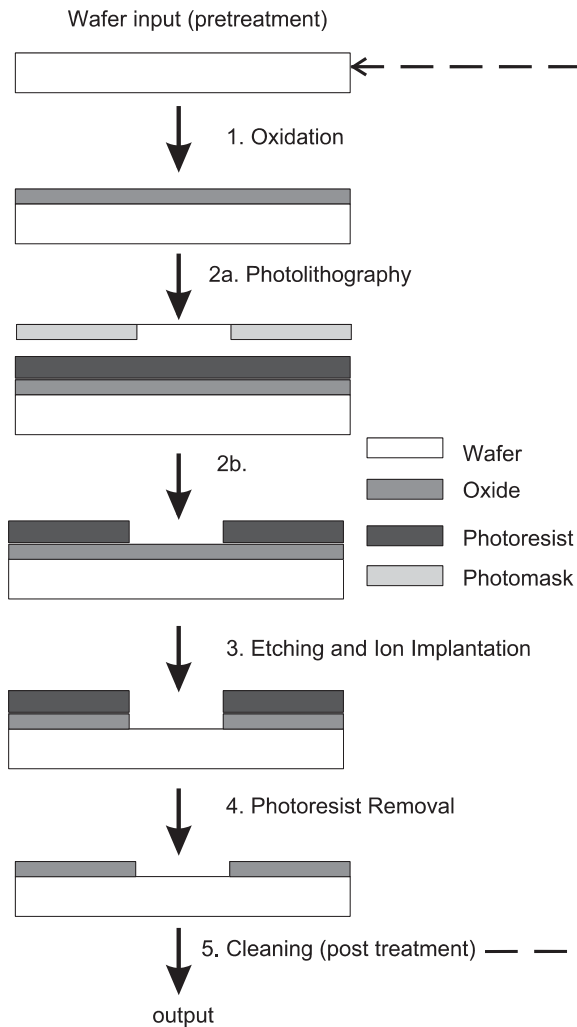 Wafer input (pretreatment)
1. Oxidation
2a. Photolithography
2b.
Wafer
Oxide
Photoresist
Photomask
3. Etching and Ion Implantation
4. Photoresist Removal
5. Cleaning (post treatment)
output